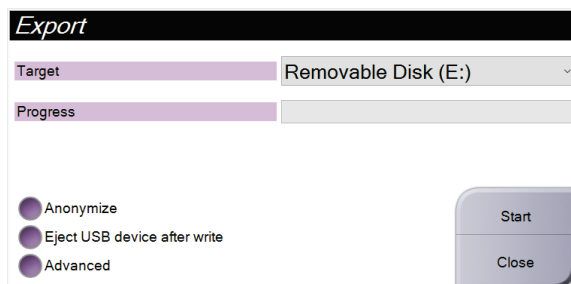 Export
Target
Removable Disk (E:)
Progress
Anonymize
Eject USB device after write
Advanced
Start
Close